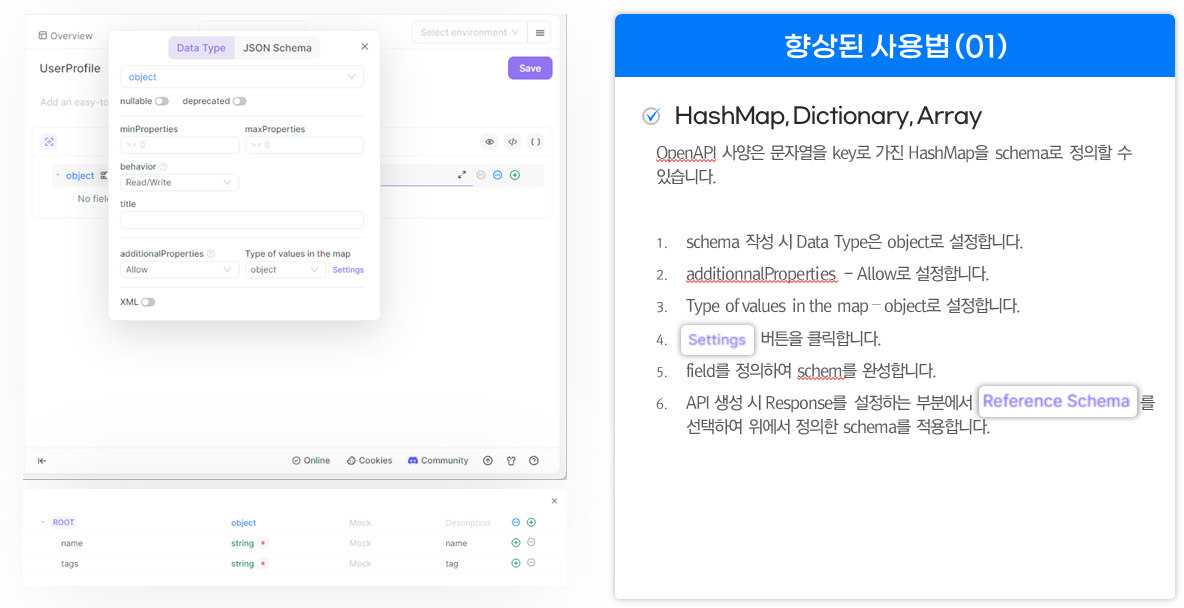 Overview
Select environment
UserProfile
Save
Add an easy-to
object
No fiel
Data Type
JSON Schema
object
nullable
deprecated
minProperties
maxProperties
>= 0
>= 0
behavior
Read/Write
title
additionalProperties
Type of values in the map
Allow
object
Settings
XML
Online
Cookies
Community
ROOT object Mock Description
name string * Mock name
tags string * Mock tag
향상된 사용법(01)
HashMap, Dictionary, Array
OpenAPI 사양은 문자열을 key로 가진 HashMap을 schema로 정의할 수
있습니다.
1. schema 작성 시 Data Type은 object로 설정합니다.
2. additionnalProperties – Allow로 설정합니다.
3. Type of values in the map – object로 설정합니다.
4. Settings 버튼을 클릭합니다.
5. field를 정의하여 schem를 완성합니다.
6. API 생성 시 Response를 설정하는 부분에서 Reference Schema 를
선택하여 위에서 정의한 schema를 적용합니다.